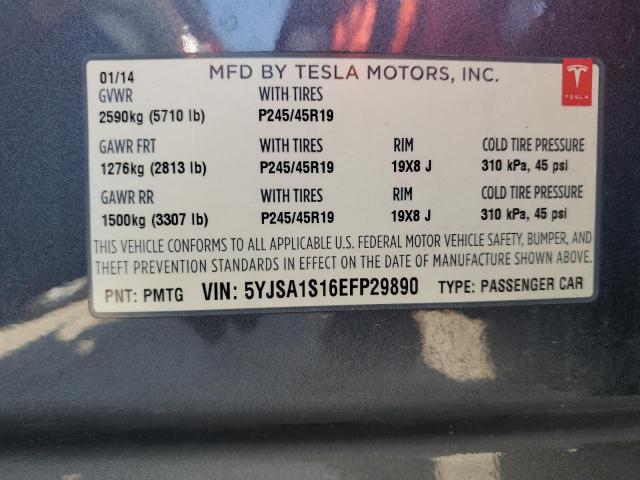 01/14 MFD BY TESLA MOTORS, INC.
TESLA
GVWR WITH TIRES
2590kg (5710 lb) P245/45R19
GAWR FRT WITH TIRES RIM COLD TIRE PRESSURE
1276kg (2813 lb) P245/45R19 19X8 J 310 kPa, 45 psi
GAWR RR WITH TIRES RIM COLD TIRE PRESSURE
1500kg (3307 lb) P245/45R19 19X8 J 310 kPa, 45 psi
THIS VEHICLE CONFORMS TO ALL APPLICABLE U.S. FEDERAL MOTOR VEHICLE SAFETY, BUMPER, AND
THEFT PREVENTION STANDARDS IN EFFECT ON THE DATE OF MANUFACTURE SHOWN ABOVE.
PNT: PMTG VIN: 5YJSA1S16EFP29890 TYPE: PASSENGER CAR